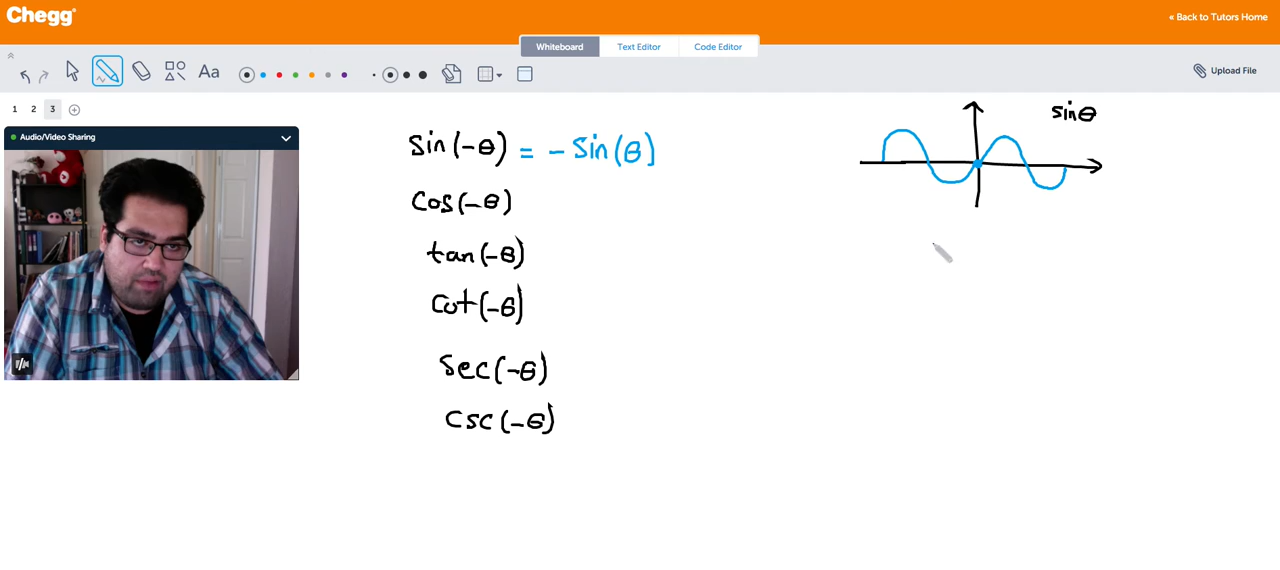 Chegg
« Back to Tutors Home
Whiteboard Text Editor Code Editor
Aa
Upload File
1 2 3
Audio/Video Sharing
sin(-θ) = - sin(θ)
cos(-θ)
tan(-θ)
cot(-θ)
sec(-θ)
csc(-θ)
sinθ